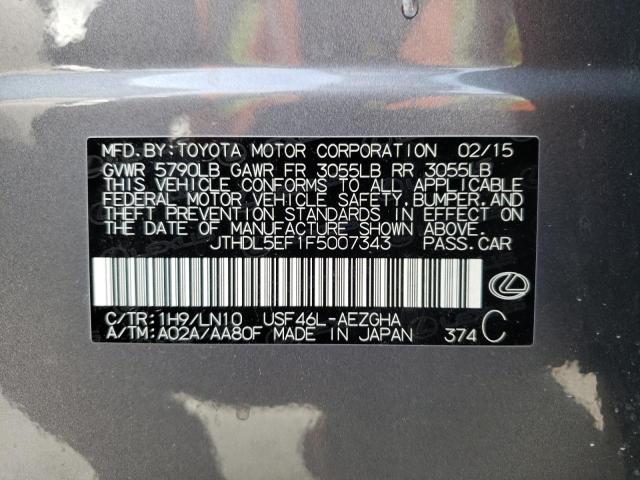 MFD.BY:TOYOTA MOTOR CORPORATION 02/15
GVWR 5790LB GAWR FR 3055LB RR 3055LB
THIS VEHICLE CONFORMS TO ALL APPLICABLE
FEDERAL MOTOR VEHICLE SAFETY,BUMPER,AND
THEFT PREVENTION STANDARDS IN EFFECT ON
THE DATE OF MANUFACTURE SHOWN ABOVE.
JTHDL5EF1F5007343 PASS.CAR
C/TR:1H9/LN10 USF46L-AEZGHA
A/TM:A02A/AA80F MADE IN JAPAN 374 C